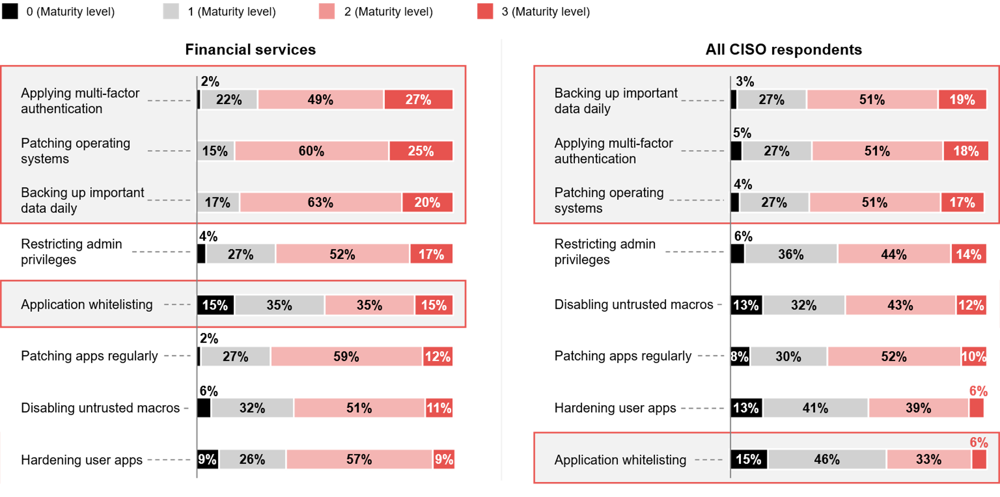 0 (Maturity level)
1 (Maturity level)
2 (Maturity level)
3 (Maturity level)
Financial services
2%
Applying multi-factor
authentication
22%
49%
27%
Patching operating
systems
15%
60%
25%
Backing up important
data daily
17%
63%
20%
4%
Restricting admin
privileges
27%
52%
17%
Application whitelisting
15%
35%
35%
15%
2%
Patching apps regularly
27%
59%
12%
6%
Disabling untrusted macros
32%
51%
11%
Hardening user apps
9%
26%
57%
9%
All CISO respondents
3%
Backing up important
data daily
27%
51%
19%
5%
Applying multi-factor
authentication
27%
51%
18%
4%
Patching operating
systems
27%
51%
17%
6%
Restricting admin
privileges
36%
44%
14%
Disabling untrusted macros
13%
32%
43%
12%
Patching apps regularly
8%
30%
52%
10%
6%
Hardening user apps
13%
41%
39%
6%
Application whitelisting
15%
46%
33%